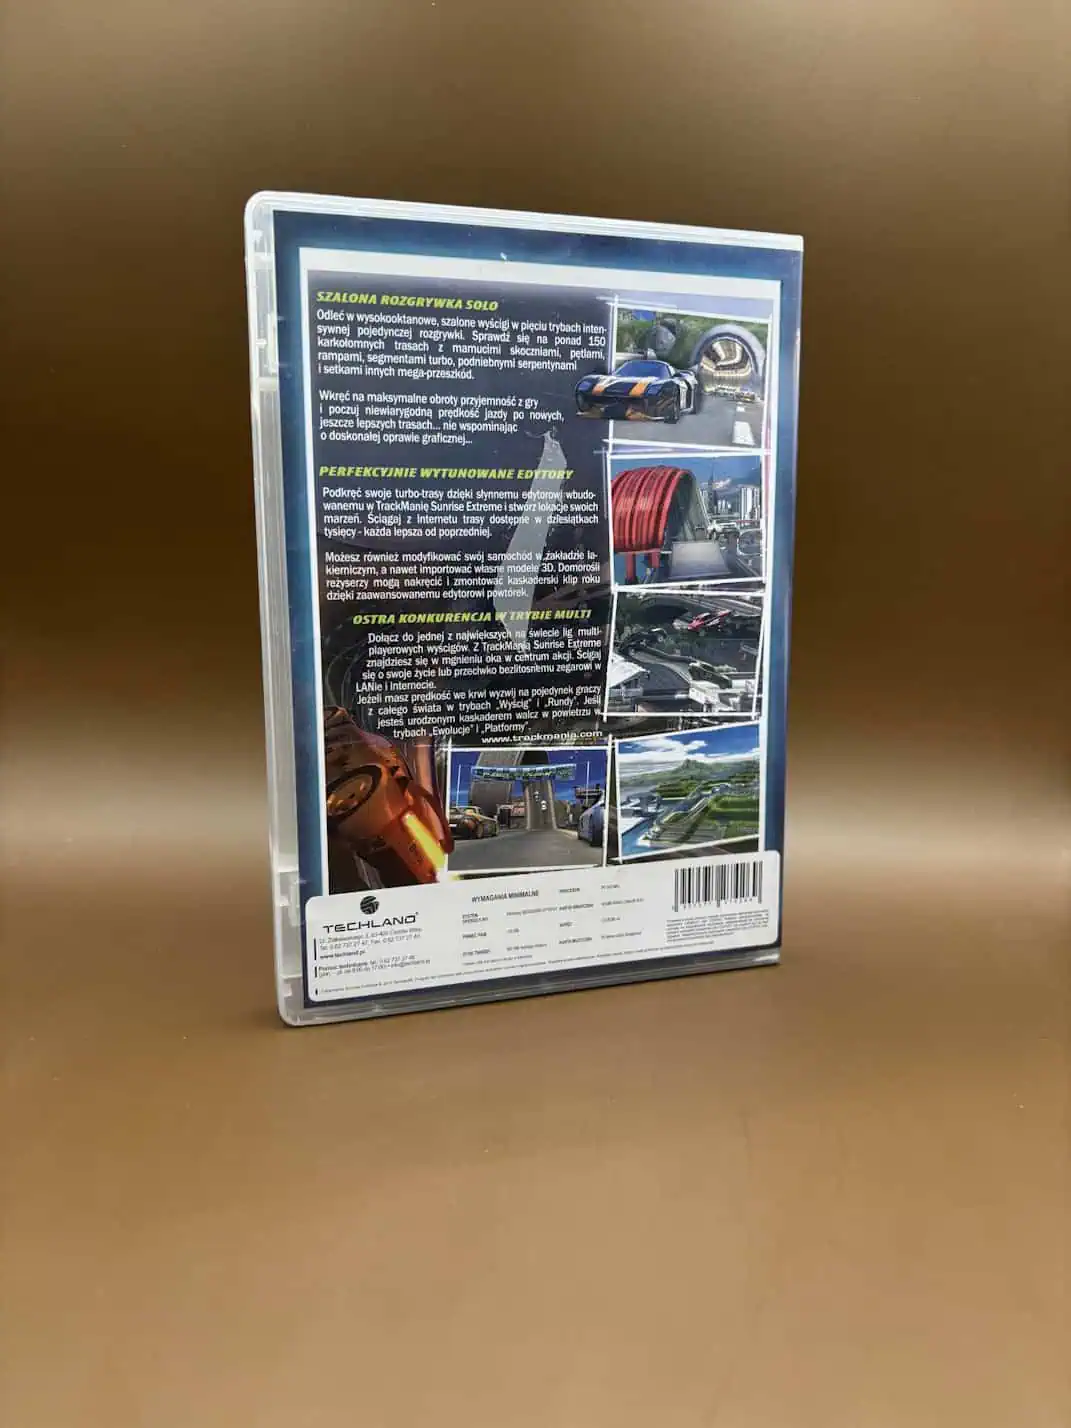 SZALONA ROZGRYWKA SOLO
Odleć w wysokooktanowe, szalone wyścigi w pięciu trybach inten-
sywnej pojedynczej rozgrywki. Sprawdź się na ponad 150
karkołomnych trasach z mamucimi skoczniami, pętlami,
rampami, segmentami turbo, podniebnymi serpentynami
i setkami innych mega-przeszkód.
Wkręć na maksymalne obroty przyjemność z gry
i poczuj niewiarygodną prędkość jazdy po nowych,
jeszcze lepszych trasach... nie wspominając
o doskonałej oprawie graficznej...
PERFEKCYJNIE WYTUNOWANE EDYTORY
Podkręć swoje turbo-trasy dzięki słynnemu edytorowi wbudo-
wanemu w TrackManię Sunrise Extreme i stwórz lokacje swoich
marzeń. Ściągaj z Internetu trasy dostępne w dziesiątkach
tysięcy - każda lepsza od poprzedniej.
Możesz również modyfikować swój samochód w zakładzie la-
kierniczym, a nawet importować własne modele 3D. Domorośli
reżyserzy mogą nakręcić i zmontować kaskaderski klip roku
dzięki zaawansowanemu edytorowi powtórek.
OSTRA KONKURENCJA W TRYBIE MULTI
Dołącz do jednej z największych na świecie lig multi-
playerowych wyścigów. Z TrackManią Sunrise Extreme
znajdziesz się w mgnieniu oka w centrum akcji. Ścigaj
się o swoje życie lub przeciwko bezlitosnemu zegarowi w
LANie i Internecie.
Jeżeli masz prędkość we krwi wyzwij na pojedynek graczy
z całego świata w trybach „Wyścig” i „Rundy”. Jeśli
jesteś urodzonym kaskaderem walcz w powietrzu w
trybach „Ewolucje” i „Platformy”.
www.trackmania.com
TECHLAND
www.techland.pl
WYMAGANIA MINIMALNE
PROCESOR
SYSTEM
OPERACYJNY
NAPĘD